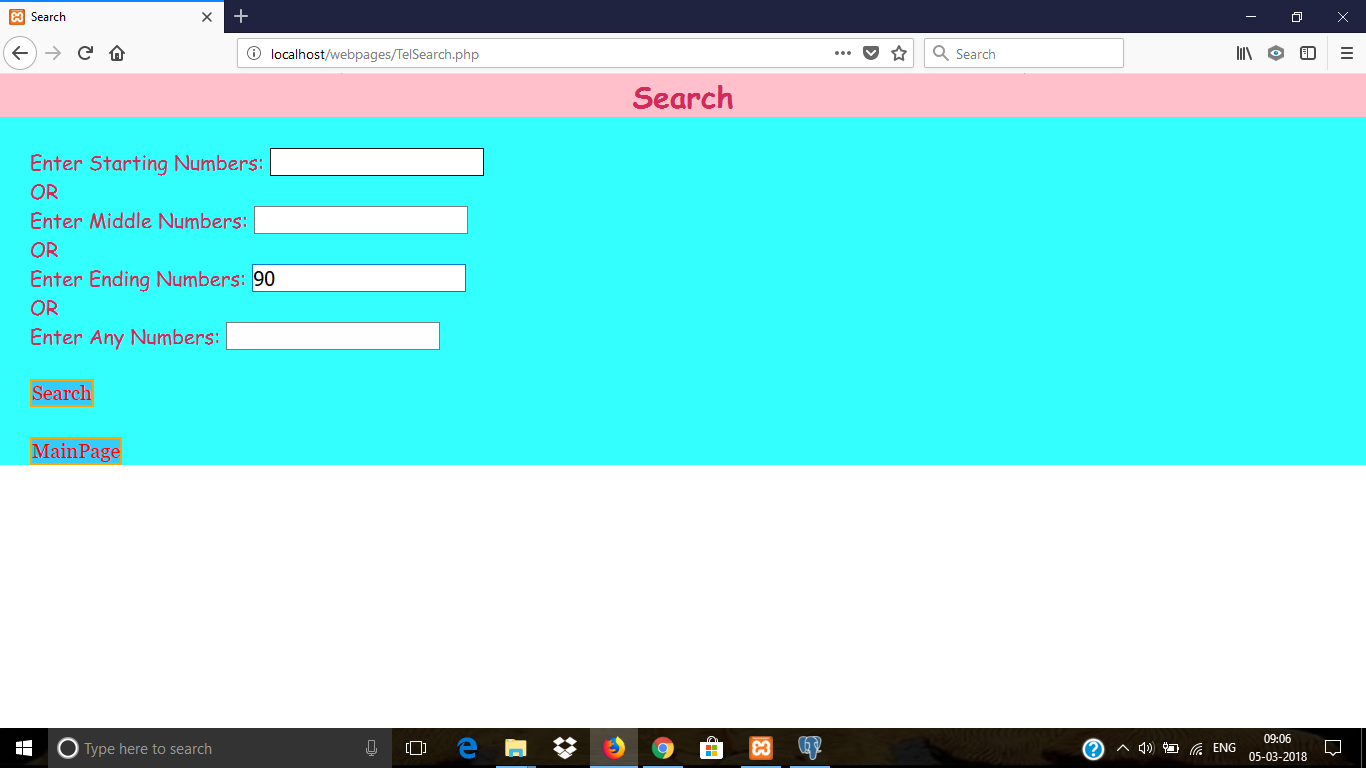 Search
localhost/webpages/TelSearch.php
Search
Search
Enter Starting Numbers:
OR
Enter Middle Numbers:
OR
Enter Ending Numbers: 90
OR
Enter Any Numbers:
Search
MainPage
Type here to search
ENG
09:06
05-03-2018